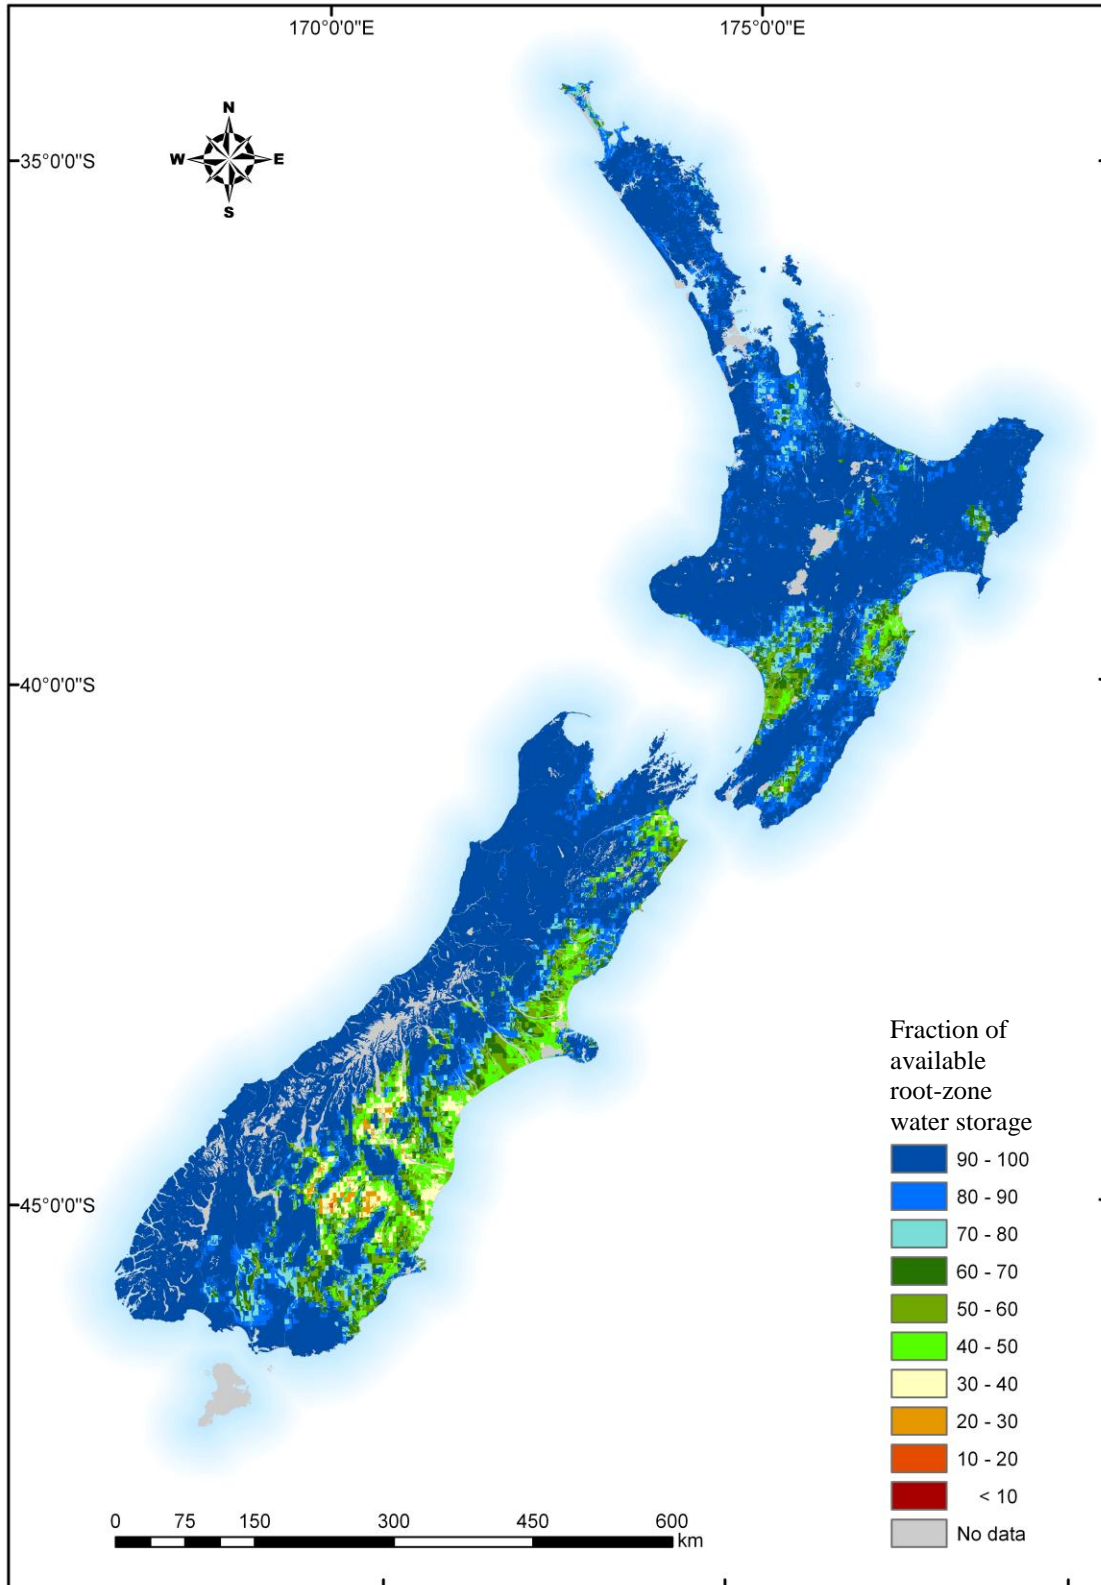 170°0'0"E
175°0'0"E
N
W
E
S
35°0'0"S
40°0'0"S
45°0'0"S
Fraction of
available
root-zone
water storage
90 - 100
80 - 90
70 - 80
60 - 70
50 - 60
40 - 50
30 - 40
20 - 30
10 - 20
< 10
No data
0 75 150 300 450 600
km